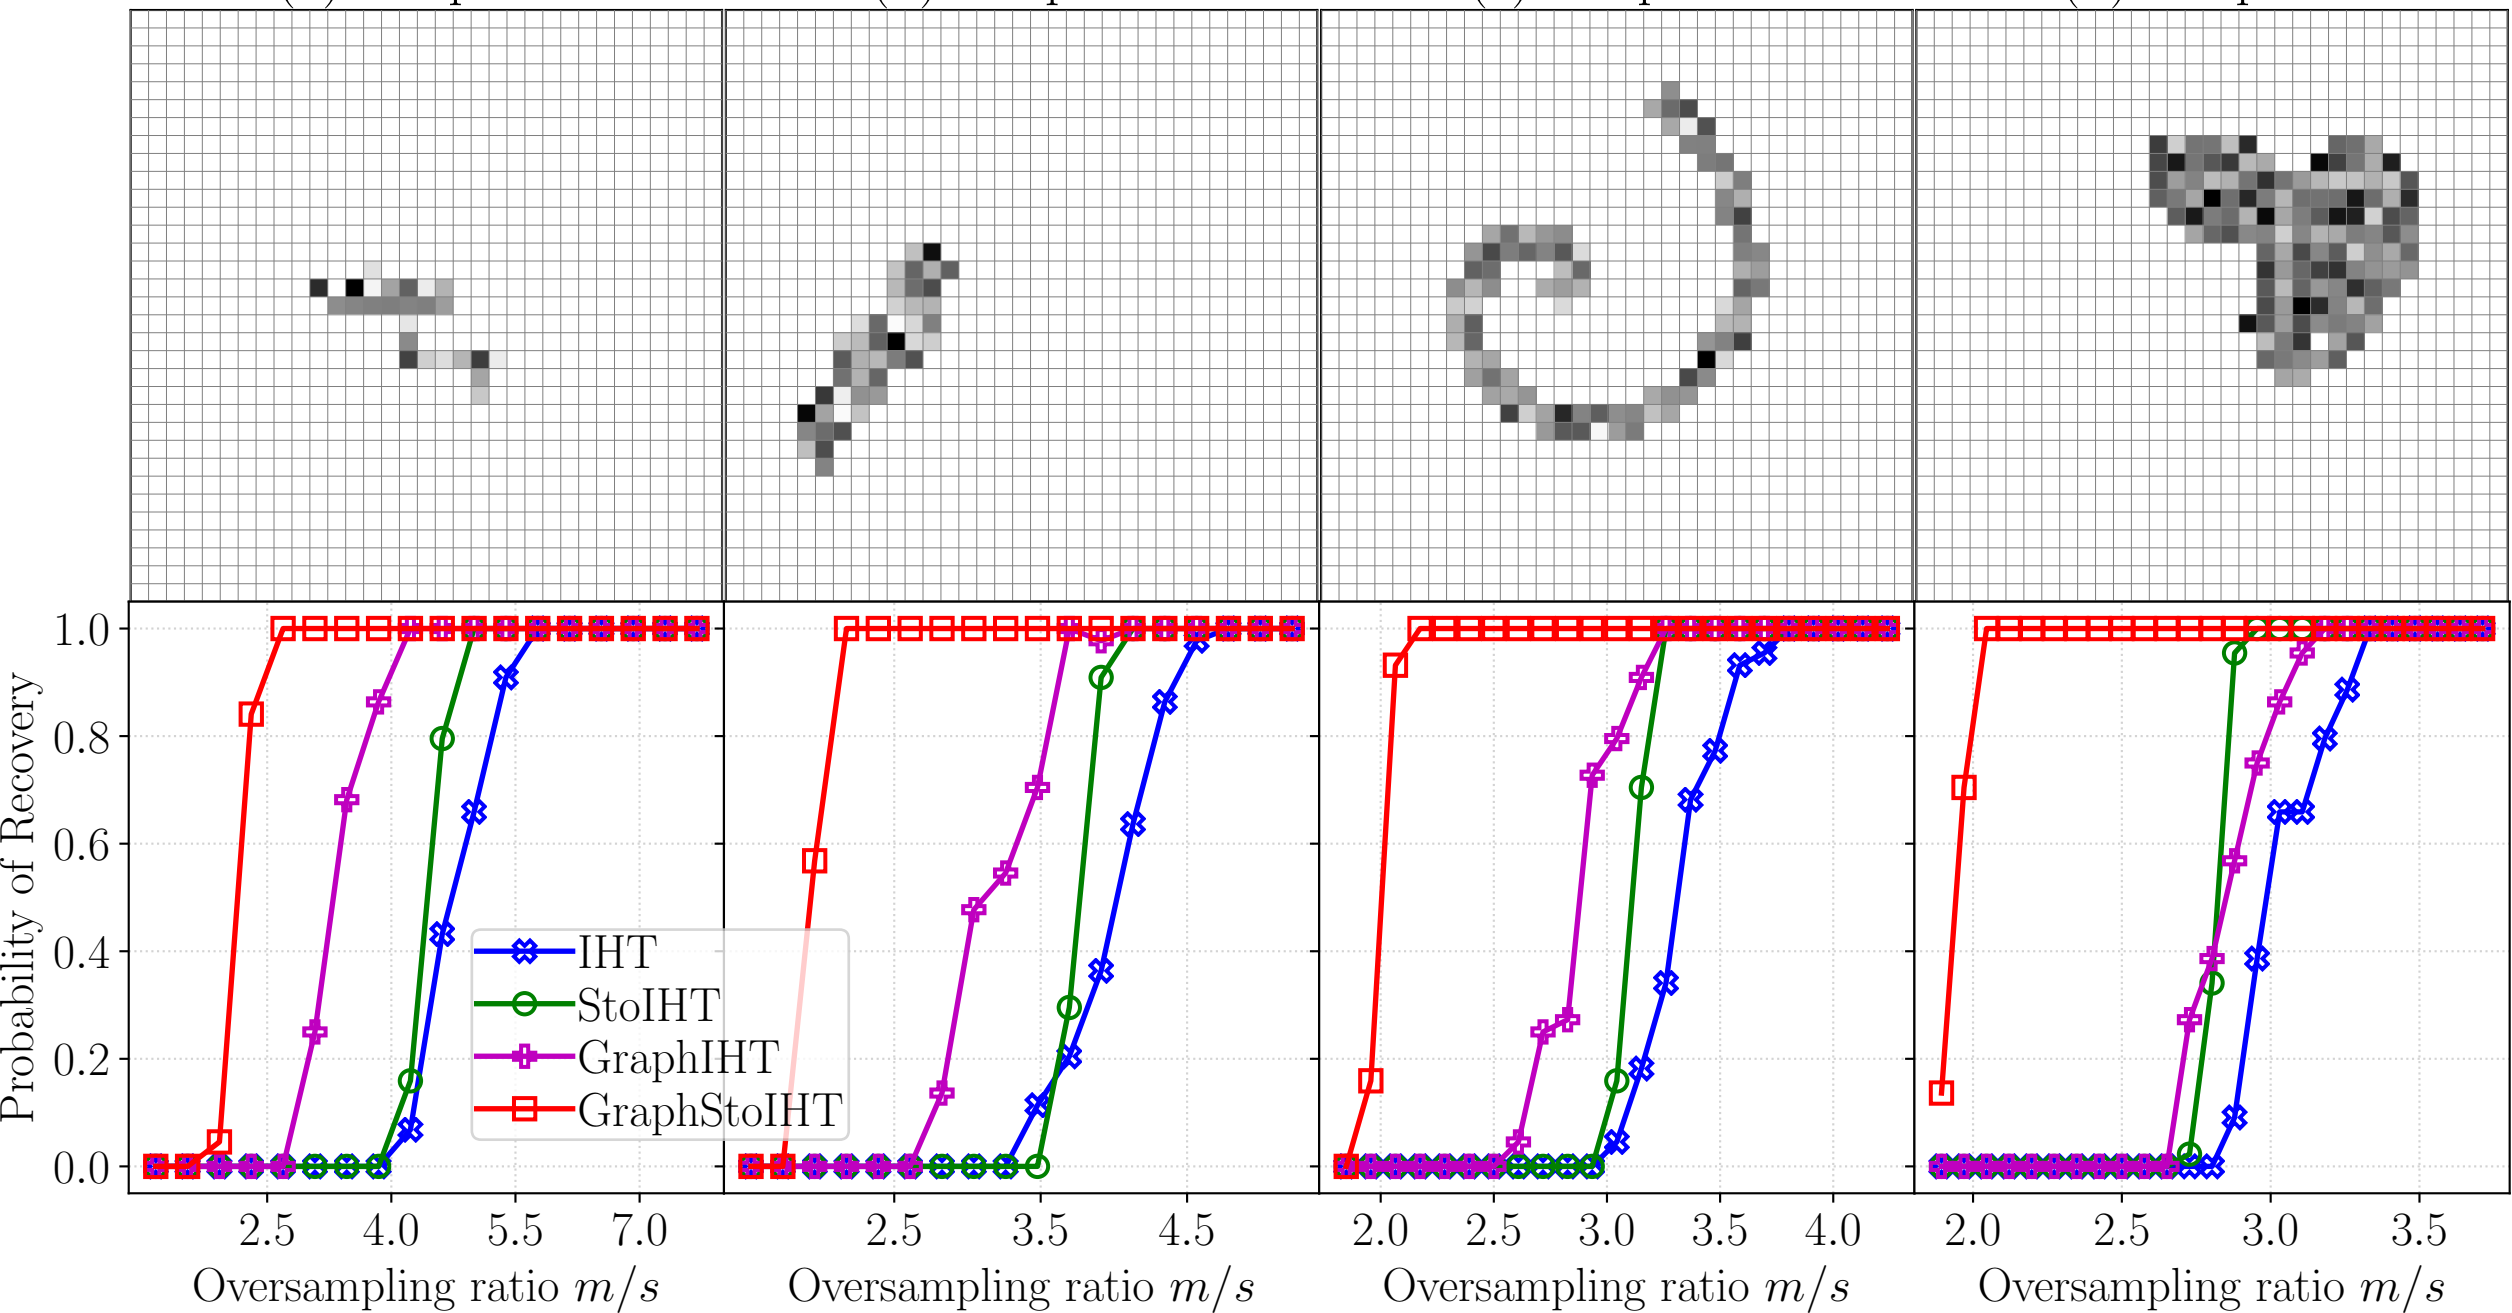 1.0
0.8
0.6
0.4
0.2
0.0
Probability of Recovery
IHT
StoIHT
GraphIHT
GraphStoIHT
2.5 4.0 5.5 7.0
2.5 3.5 4.5
2.0 2.5 3.0 3.5 4.0
2.0 2.5 3.0 3.5
Oversampling ratio m/s
Oversampling ratio m/s
Oversampling ratio m/s
Oversampling ratio m/s